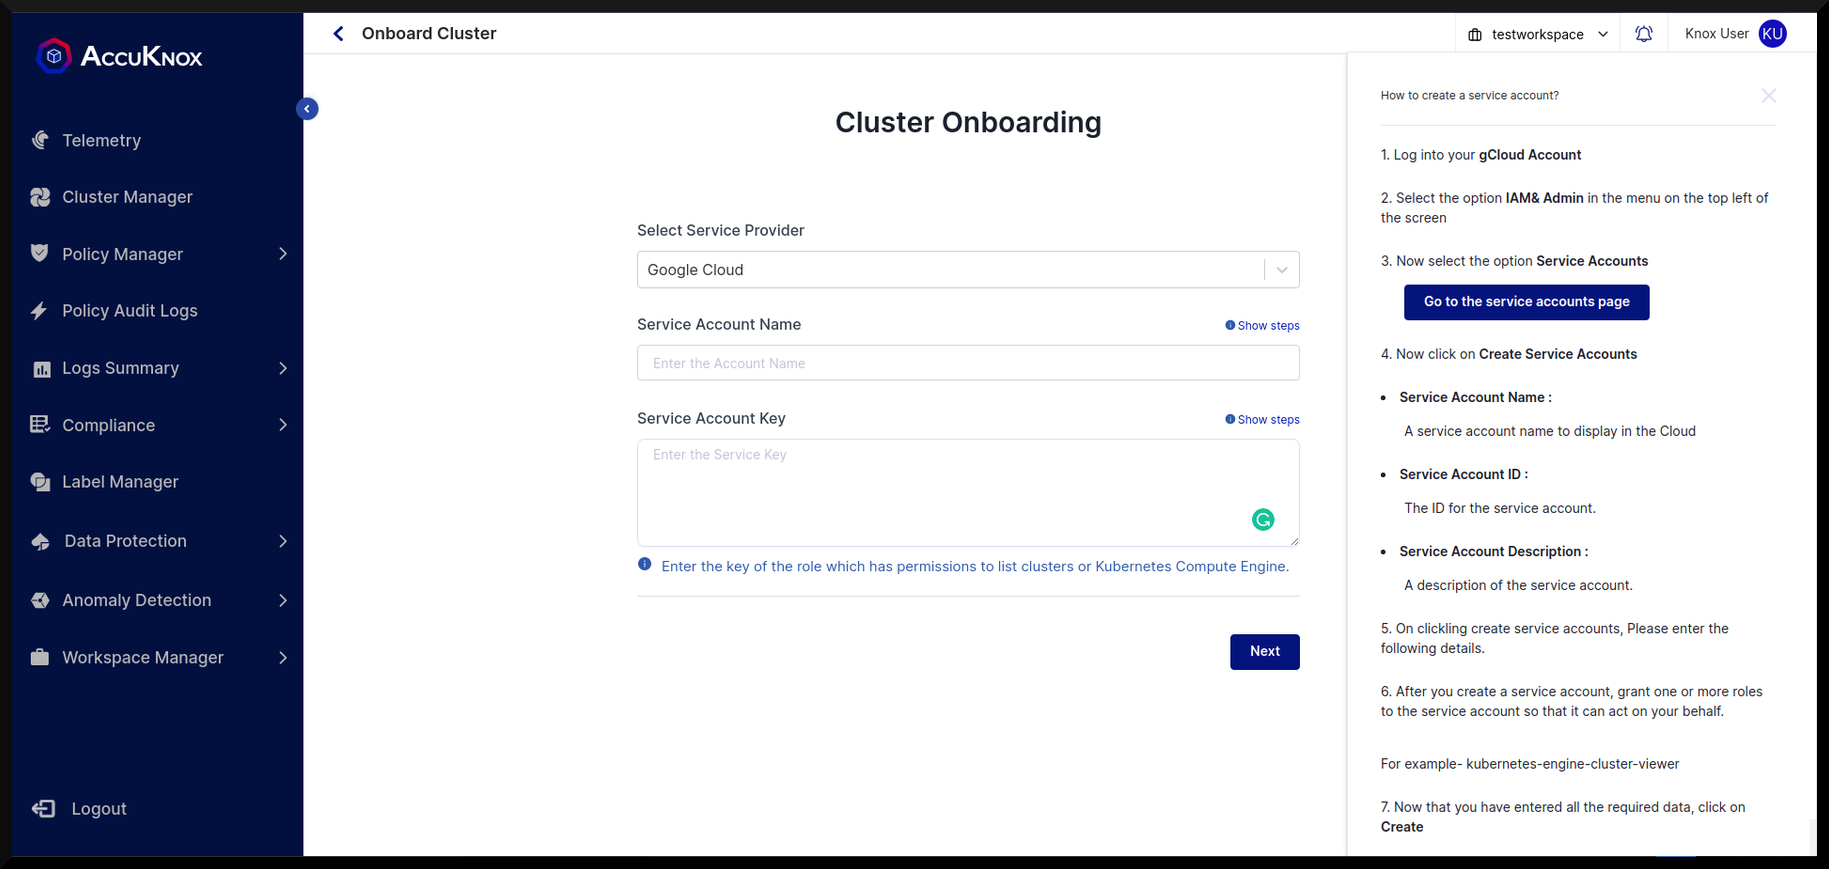 ACCUKNOX
Telemetry
Cluster Manager
Policy Manager
Policy Audit Logs
Logs Summary
Compliance
Label Manager
Data Protection
Anomaly Detection
Workspace Manager
Logout
Onboard Cluster
testworkspace
Knox User
KU
Cluster Onboarding
Select Service Provider
Google Cloud
Service Account Name
Show steps
Enter the Account Name
Service Account Key
Show steps
Enter the Service Key
Enter the key of the role which has permissions to list clusters or Kubernetes Compute Engine.
Next
How to create a service account?
1. Log into your gCloud Account
2. Select the option IAM& Admin in the menu on the top left of
the screen
3. Now select the option Service Accounts
Go to the service accounts page
4. Now click on Create Service Accounts
• Service Account Name :
A service account name to display in the Cloud
• Service Account ID :
The ID for the service account.
• Service Account Description :
A description of the service account.
5. On clickling create service accounts, Please enter the
following details.
6. After you create a service account, grant one or more roles
to the service account so that it can act on your behalf.
For example- kubernetes-engine-cluster-viewer
7. Now that you have entered all the required data, click on
Create